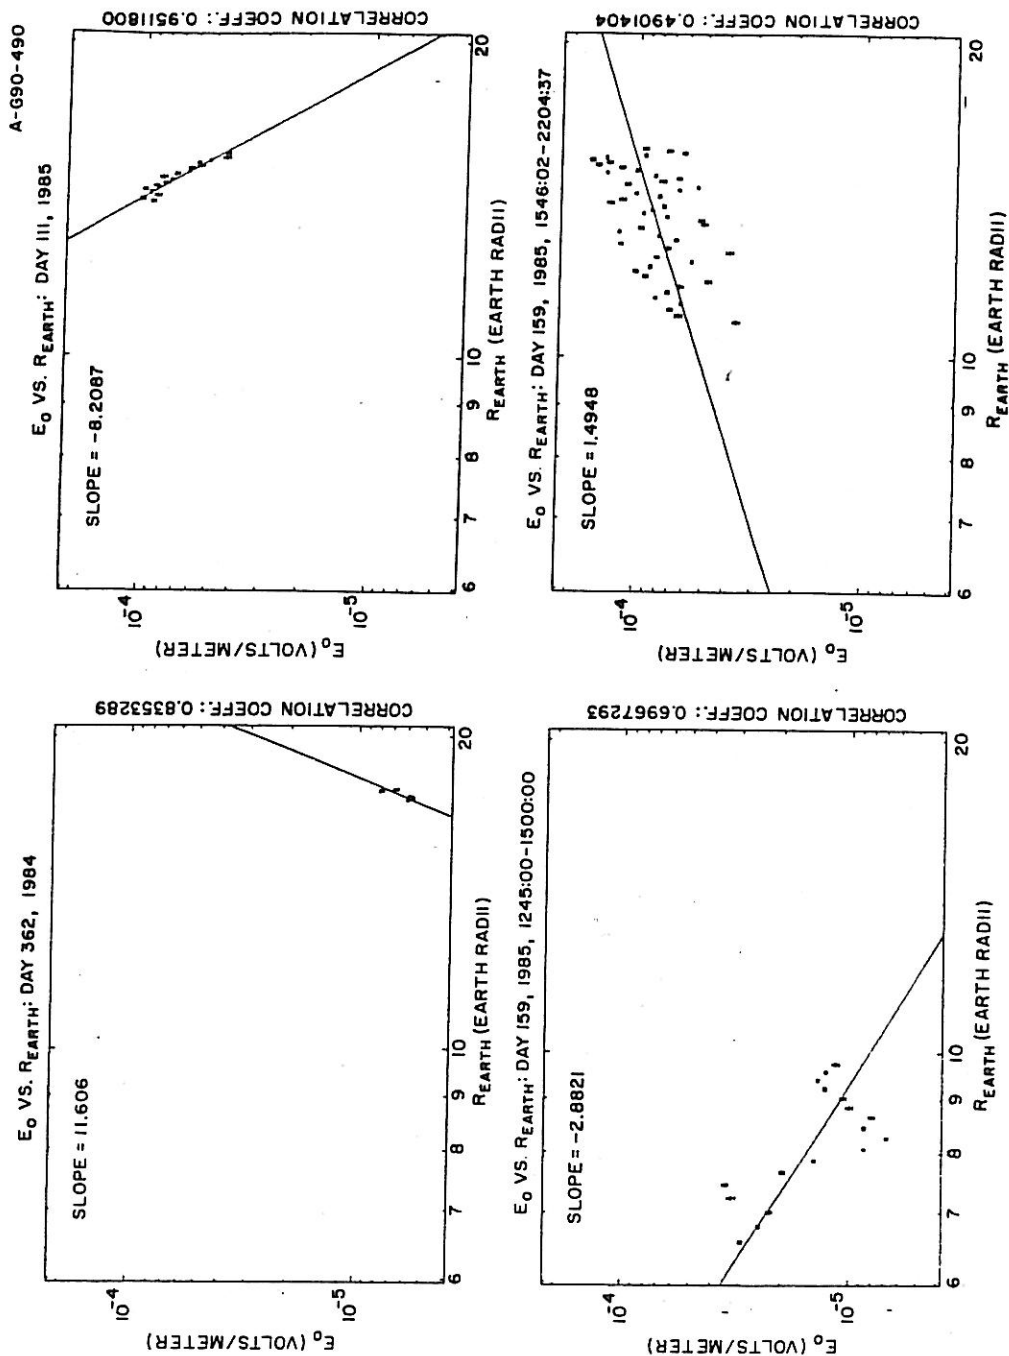 A-G90-490
E₀ VS. R_EARTH: DAY 362, 1984
SLOPE = 11.606
E₀ (VOLTS/METER)
10⁻⁴
10⁻⁵
6
7
8
9
10
20
R_EARTH (EARTH RADII)
CORRELATION COEFF.: 0.8353289
E₀ VS. R_EARTH: DAY 111, 1985
SLOPE = -8.2087
E₀ (VOLTS/METER)
10⁻⁴
10⁻⁵
6
7
8
9
10
20
R_EARTH (EARTH RADII)
CORRELATION COEFF.: 0.9511800
E₀ VS. R_EARTH: DAY 159, 1985, 1245:00-1500:00
SLOPE = -2.8821
E₀ (VOLTS/METER)
10⁻⁴
10⁻⁵
6
7
8
9
10
20
R_EARTH (EARTH RADII)
CORRELATION COEFF.: 0.6967293
E₀ VS. R_EARTH: DAY 159, 1985, 1546:02-2204:37
SLOPE = 1.4948
E₀ (VOLTS/METER)
10⁻⁴
10⁻⁵
6
7
8
9
10
20
R_EARTH (EARTH RADII)
CORRELATION COEFF.: 0.4901404